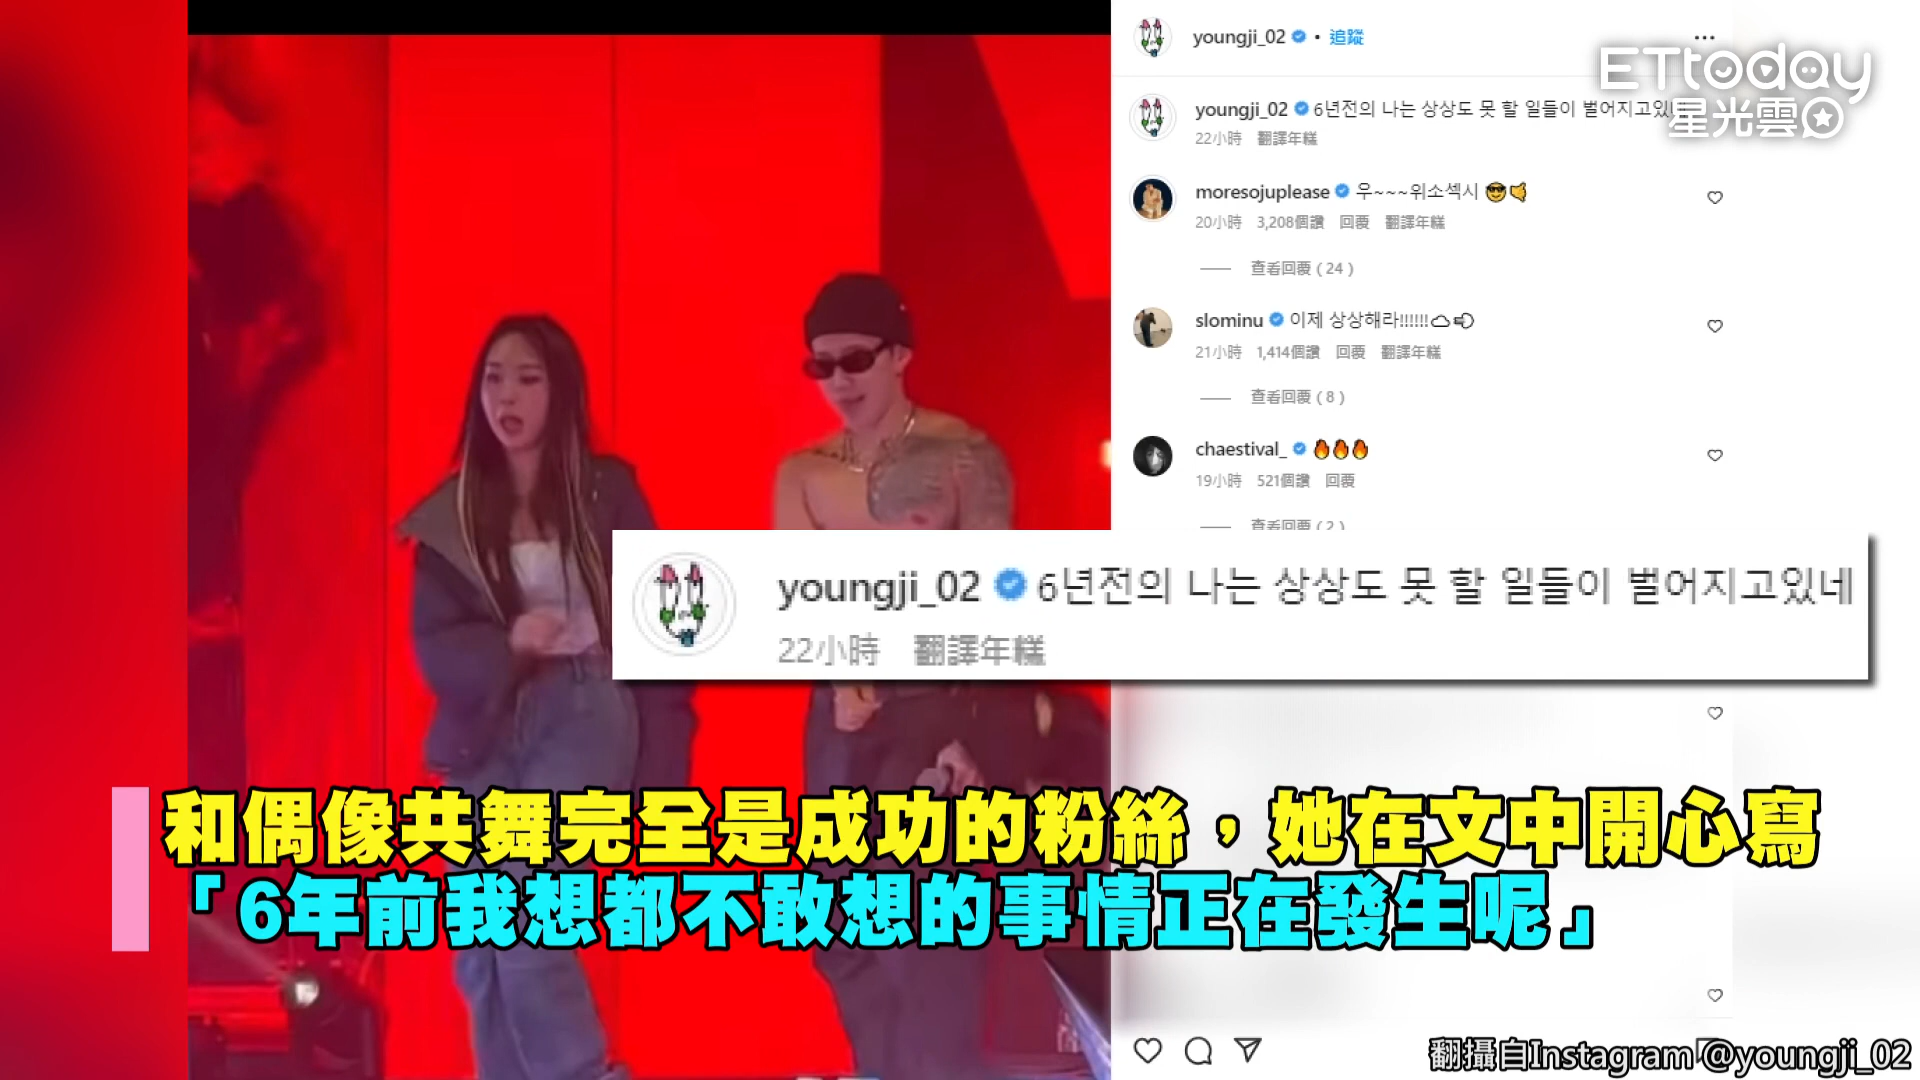 youngji_02 • 追蹤
ETtoday
星光雲
youngji_02 6년전의 나는 상상도 못 할 일들이 벌어지고있
22小時 翻譯年糕
moresojuplease 우~~~위소섹시 😎🤙
20小時 3,208個讚 回覆 翻譯年糕
查看回覆 ( 24 )
slominu 이제 상상해라!!!!!!
21小時 1,414個讚 回覆 翻譯年糕
查看回覆 ( 8 )
chaestival_ 🔥🔥🔥
19小時 521個讚 回覆
查看回覆 ( 2 )
youngji_02 6년전의 나는 상상도 못 할 일들이 벌어지고있네
22小時 翻譯年糕
和偶像共舞完全是成功的粉絲，她在文中開心寫
「6年前我想都不敢想的事情正在發生呢」
翻攝自Instagram@youngji_02